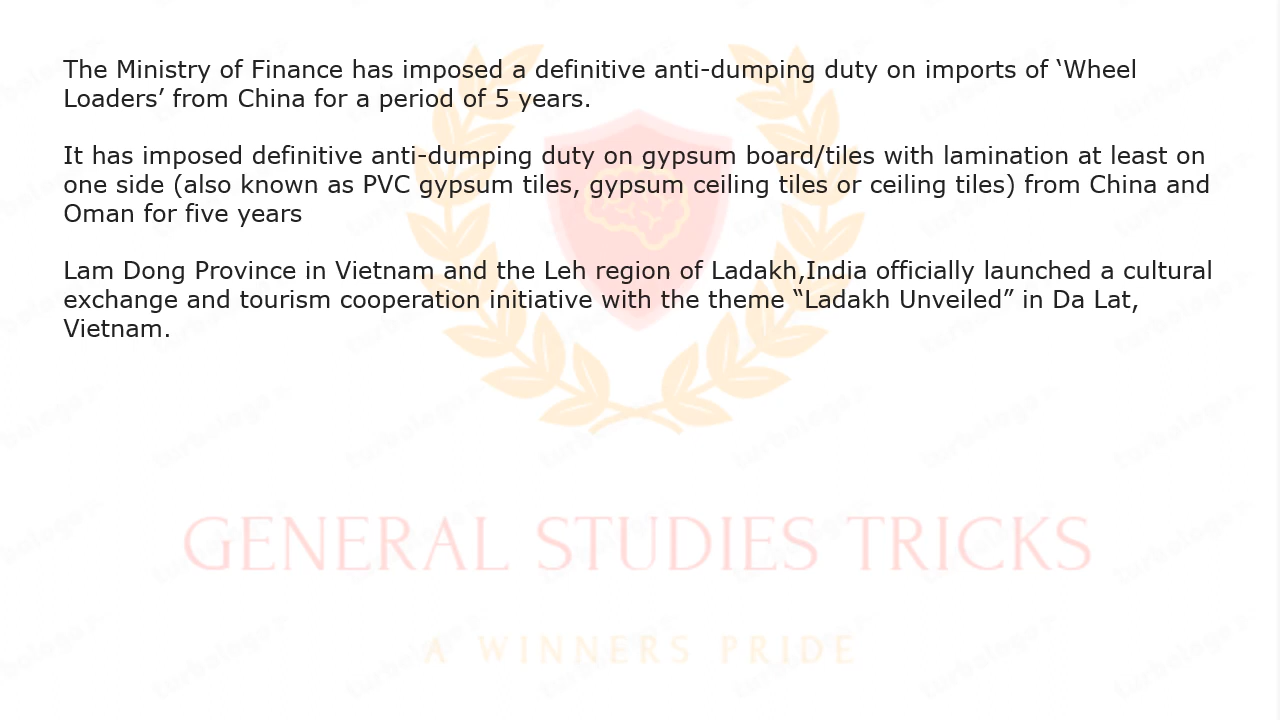 The Ministry of Finance has imposed a definitive anti-dumping duty on imports of ‘Wheel
Loaders’ from China for a period of 5 years.
It has imposed definitive anti-dumping duty on gypsum board/tiles with lamination at least on
one side (also known as PVC gypsum tiles, gypsum ceiling tiles or ceiling tiles) from China and
Oman for five years
Lam Dong Province in Vietnam and the Leh region of Ladakh,India officially launched a cultural
exchange and tourism cooperation initiative with the theme “Ladakh Unveiled” in Da Lat,
Vietnam.
GENERAL STUDIES TRICKS
A WINNERS PRIDE